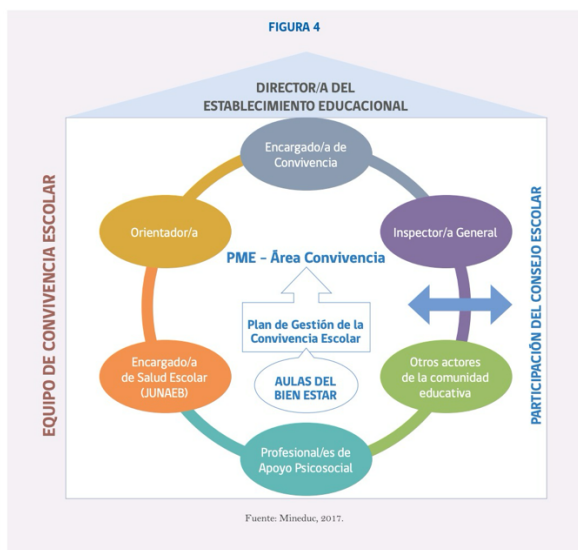 FIGURA 4
DIRECTOR/A DEL
ESTABLECIMIENTO EDUCACIONAL
EQUIPO DE CONVIVENCIA ESCOLAR
Encargado/a de
Convivencia
Orientador/a
Inspector/a General
PME – Área Convivencia
Plan de Gestión de la
Convivencia Escolar
AULAS DEL
BIEN ESTAR
Encargado/a
de Salud Escolar
(JUNAEB)
Otros actores
de la comunidad
educativa
Profesional/es de
Apoyo Psicosocial
PARTICIPACIÓN DEL CONSEJO ESCOLAR
Fuente: Mineduc, 2017.